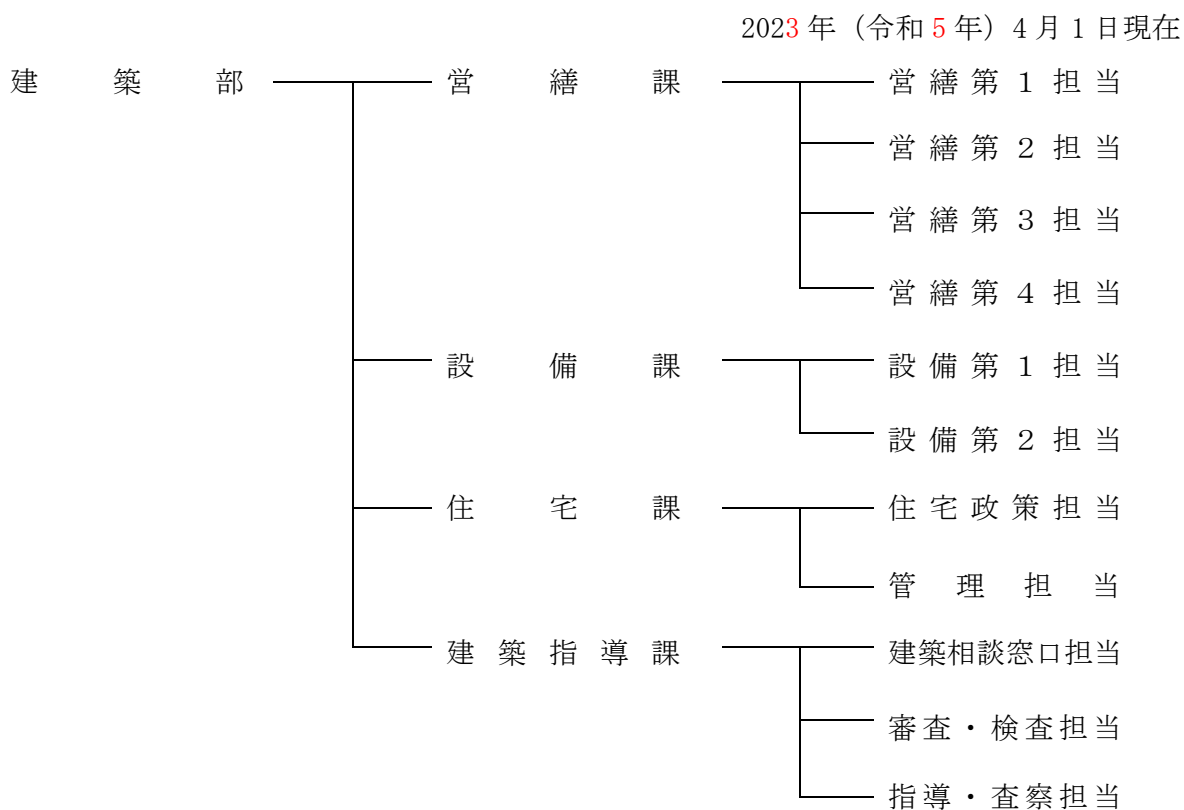 2023年（令和5年）4月1日現在
建築部 営繕課 営繕第1担当
営繕第2担当
営繕第3担当
営繕第4担当
設備課 設備第1担当
設備第2担当
住宅課 住宅政策担当
管理担当
建築指導課 建築相談窓口担当
審査・検査担当
指導・査察担当